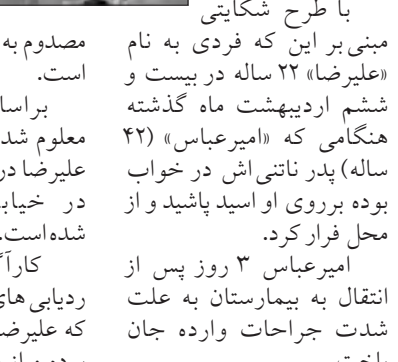 با طرح شکایتی
مبنی بر این که فردی به نام
«علیرضا» ۲۲ ساله در بیست و
ششم اردیبهشت ماه گذشته
هنگامی که «امیرعباس» (۴۲
ساله) پدر ناتنی‌اش در خواب
بوده برروی او اسید پاشید و از
محل فرار کرد.
امیرعباس ۳ روز پس از
انتقال به بیمارستان به علت
شدت جراحات وارده جان
مصدوم به
است.
براسا
معلوم شد
علیرضا در
در خیاب
شده‌است.
کارآگ
ردیابی‌های
که علیرض